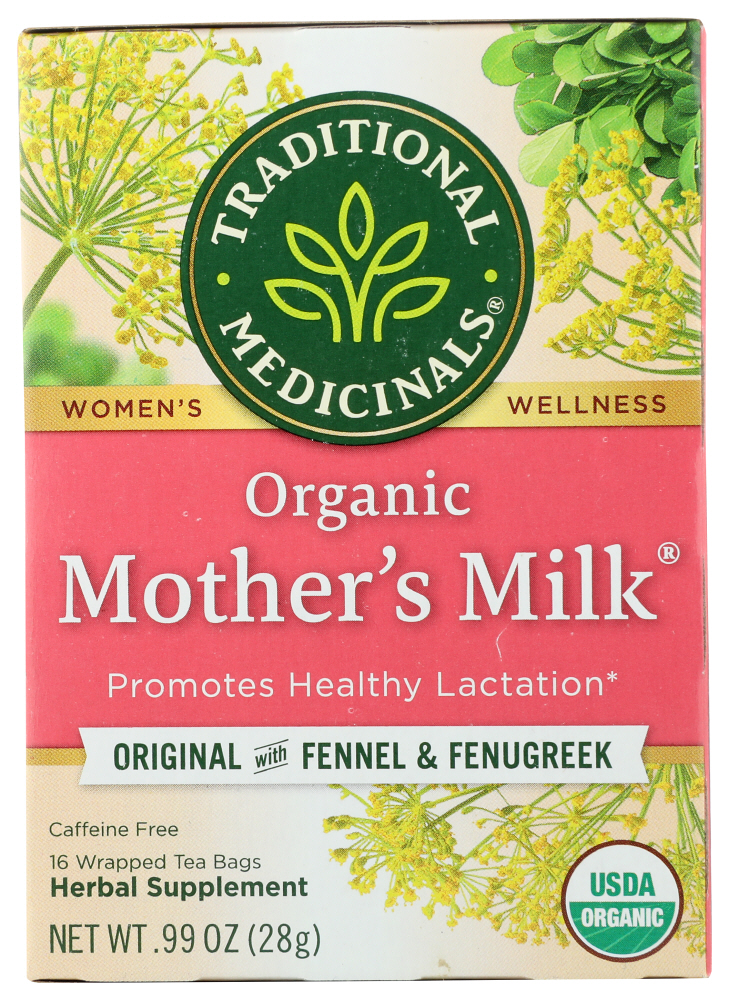 TRADITIONAL
MEDICINALS®
WOMEN'S WELLNESS
Organic
Mother's Milk®
Promotes Healthy Lactation*
ORIGINAL with FENNEL & FENUGREEK
Caffeine Free
16 Wrapped Tea Bags
Herbal Supplement
NET WT .99 OZ (28g)
USDA
ORGANIC